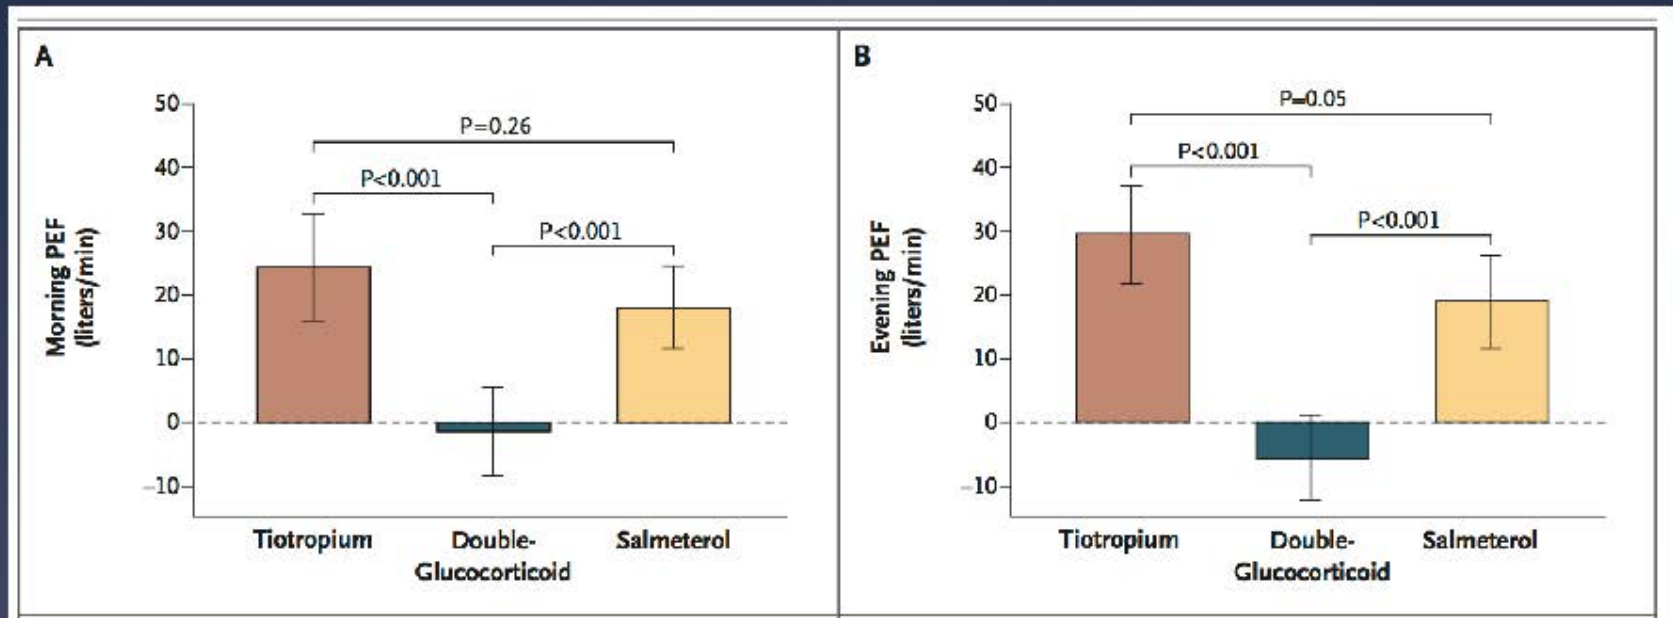 A
50
40
30
20
10
0
–10
Morning PEF
(liters/min)
P=0.26
P<0.001
P<0.001
Tiotropium
Double-
Glucocorticoid
Salmeterol
B
50
40
30
20
10
0
–10
Evening PEF
(liters/min)
P=0.05
P<0.001
P<0.001
Tiotropium
Double-
Glucocorticoid
Salmeterol